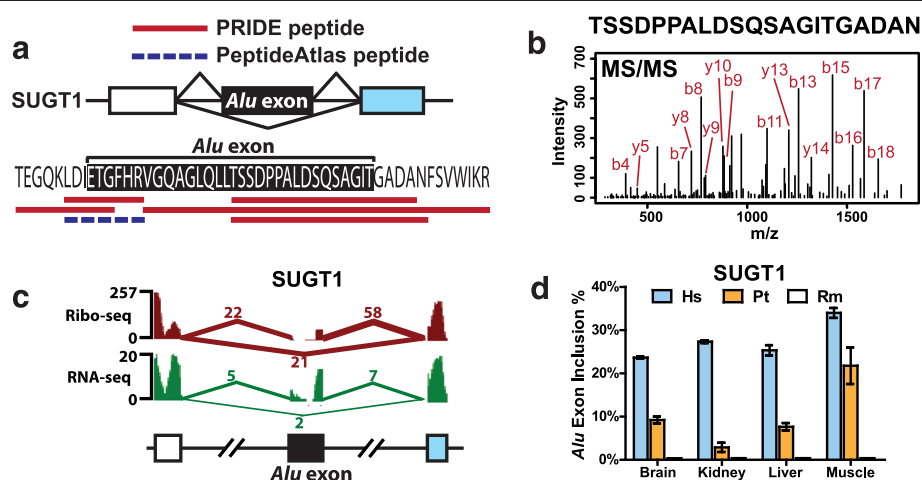 a
PRIDE peptide
PeptideAtlas peptide
SUGT1
Alu exon
Alu exon
TEGQKLDIETGFHRVGQAGLQLLTSSDPPALDSQSAGITGADANFSVWIKR
b
TSSDPPALDSQSAGITGADAN
MS/MS
Intensity
700
500
300
100
0
b4
y5
b7
y8
b8
y9
y10
b9
b11
y13
b13
y14
b15
b16
b17
b18
500
1000
1500
m/z
c
SUGT1
257
Ribo-seq
0
22
58
21
20
RNA-seq
0
5
7
2
Alu exon
d
SUGT1
Hs
Pt
Rm
Alu Exon Inclusion %
40%
30%
20%
10%
0%
Brain
Kidney
Liver
Muscle